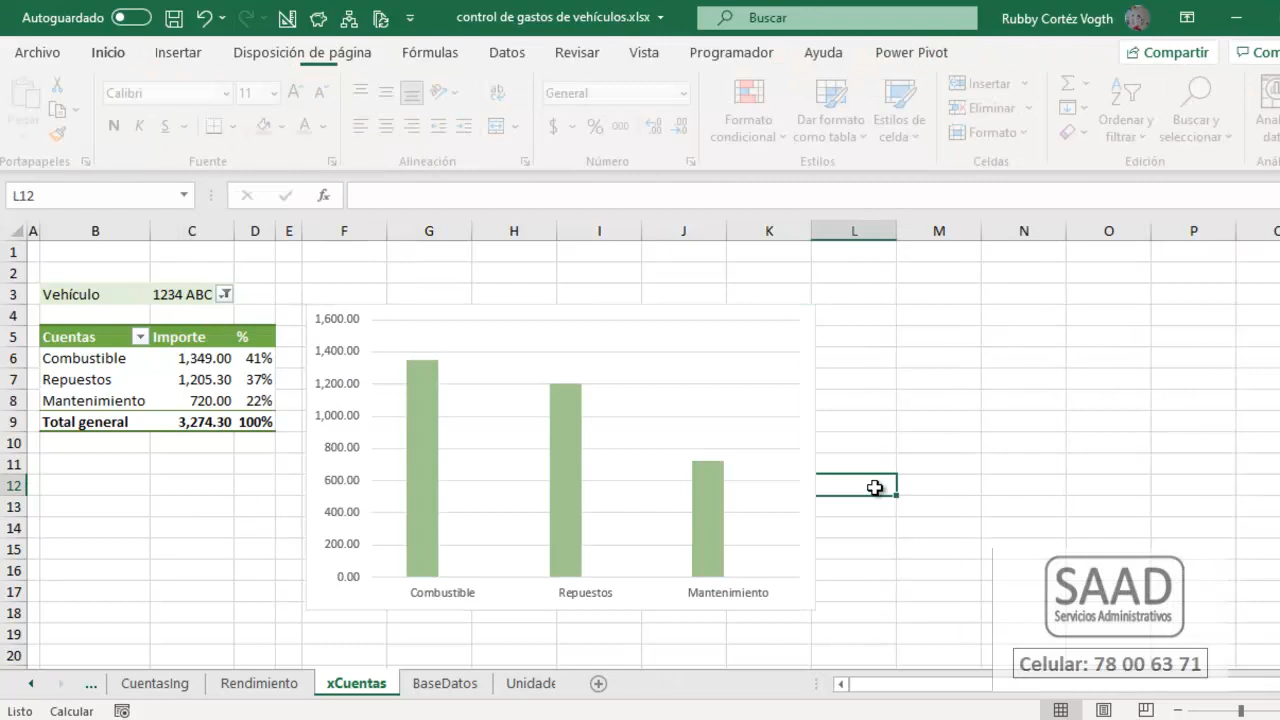 Autoguardado
control de gastos de vehículos.xlsx
Buscar
Rubby Cortéz Vogth
Archivo Inicio Insertar Disposición de página Fórmulas Datos Revisar Vista Programador Ayuda Power Pivot Compartir
Pegar
Calibri 11
N K S
General
$ % 000
Formato condicional
Dar formato como tabla
Estilos de celda
Insertar
Eliminar
Formato
Ordenar y filtrar
Buscar y seleccionar
Portapapeles Fuente Alineación Número Estilos Celdas Edición
L12 fx
A B C D E F G H I J K L M N O P
1
2
3 Vehículo 1234 ABC
4
5 Cuentas Importe %
6 Combustible 1,349.00 41%
7 Repuestos 1,205.30 37%
8 Mantenimiento 720.00 22%
9 Total general 3,274.30 100%
10
11
12
13
14
15
16
17
18
19
20
1,600.00
1,400.00
1,200.00
1,000.00
800.00
600.00
400.00
200.00
0.00
Combustible Repuestos Mantenimiento
SAAD
Servicios Administrativos
Celular: 78 00 63 71
... CuentasIng Rendimiento xCuentas BaseDatos Unidade
Listo Calcular